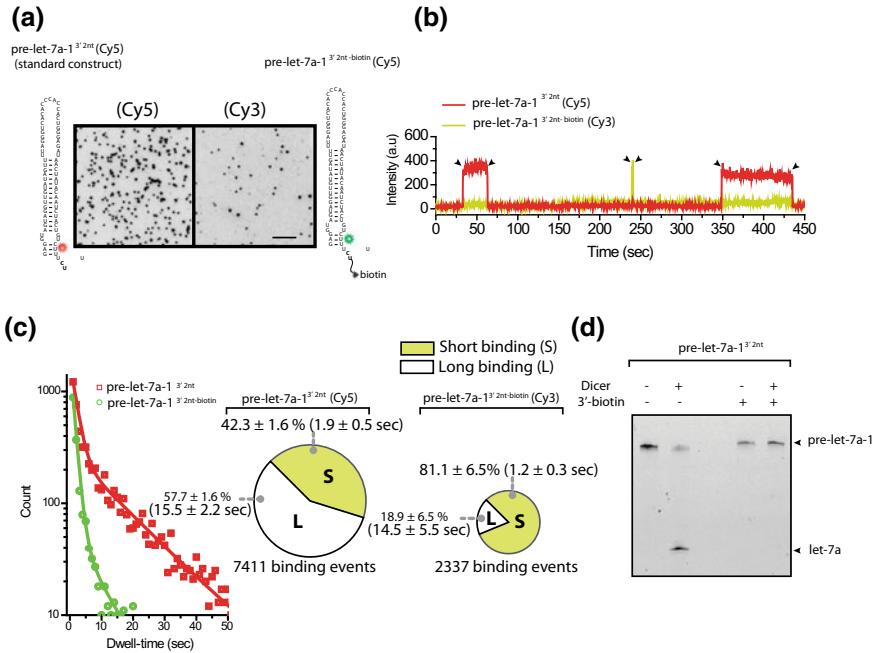 (a)
pre-let-7a-1 3' 2nt (Cy5)
(standard construct)
pre-let-7a-1 3' 2nt-biotin (Cy5)
(Cy5)
(Cy3)
biotin
(b)
pre-let-7a-1 3' 2nt (Cy5)
pre-let-7a-1 3' 2nt- biotin (Cy3)
Intensity (a.u)
600
400
200
0
0 50 100 150 200 250 300 350 400 450
Time (sec)
(c)
Short binding (S)
Long binding (L)
pre-let-7a-1 3' 2nt
pre-let-7a-1 3' 2nt-biotin
Count
1000
100
10
0 10 20 30 40 50
Dwell-time (sec)
pre-let-7a-1 3' 2nt (Cy5)
42.3 ± 1.6 % (1.9 ± 0.5 sec)
S
57.7 ± 1.6 %
(15.5 ± 2.2 sec)
L
7411 binding events
pre-let-7a-1 3' 2nt-biotin (Cy3)
81.1 ± 6.5% (1.2 ± 0.3 sec)
18.9 ± 6.5 %
(14.5 ± 5.5 sec)
L
S
2337 binding events
(d)
pre-let-7a-1 3' 2nt
Dicer - + - +
3'-biotin - - + +
pre-let-7a-1
let-7a